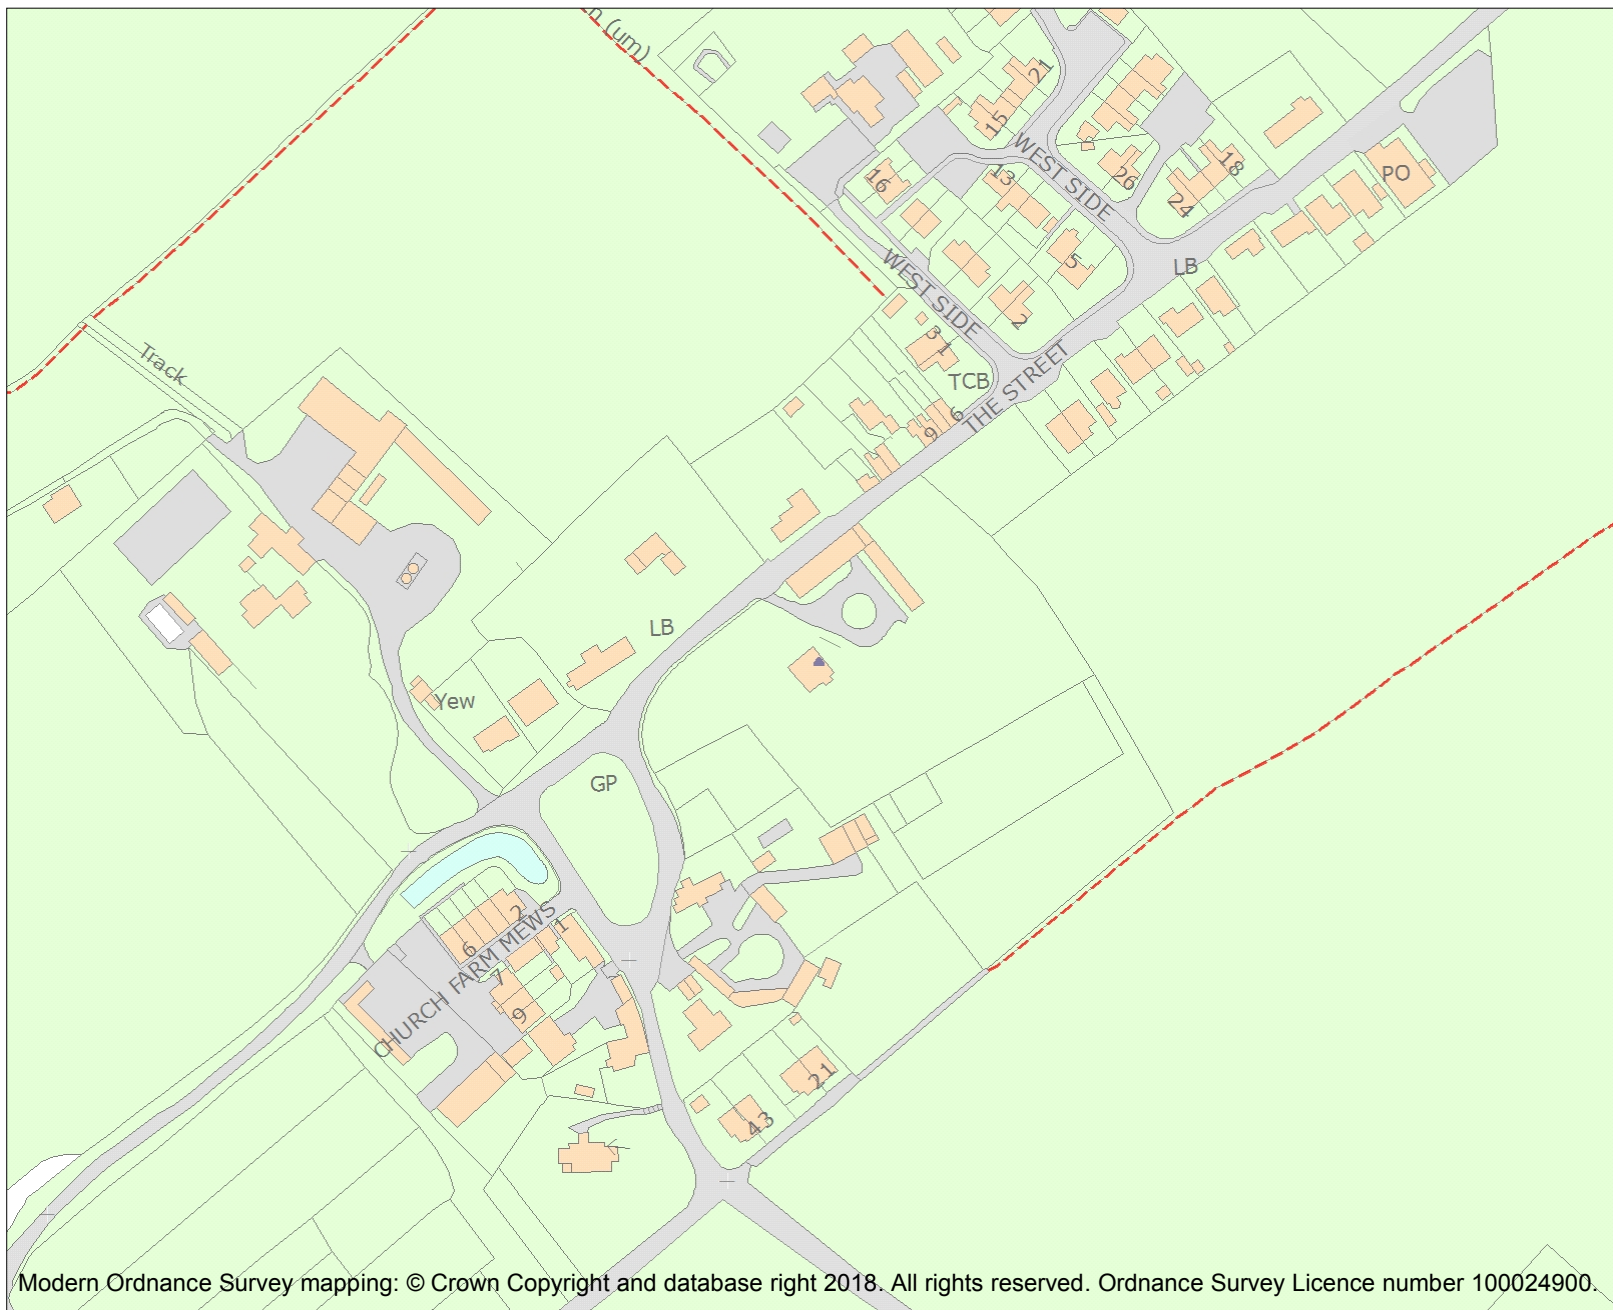 n (um)
21
15
WEST SIDE
18
26
PO
16
13
24
5
LB
WEST SIDE
2
31
THE STREET
Track
TCB
6
9
LB
Yew
GP
2
1
6
CHURCH FARM MEWS
7
9
21
43
Modern Ordnance Survey mapping: © Crown Copyright and database right 2018. All rights reserved. Ordnance Survey Licence number 100024900.